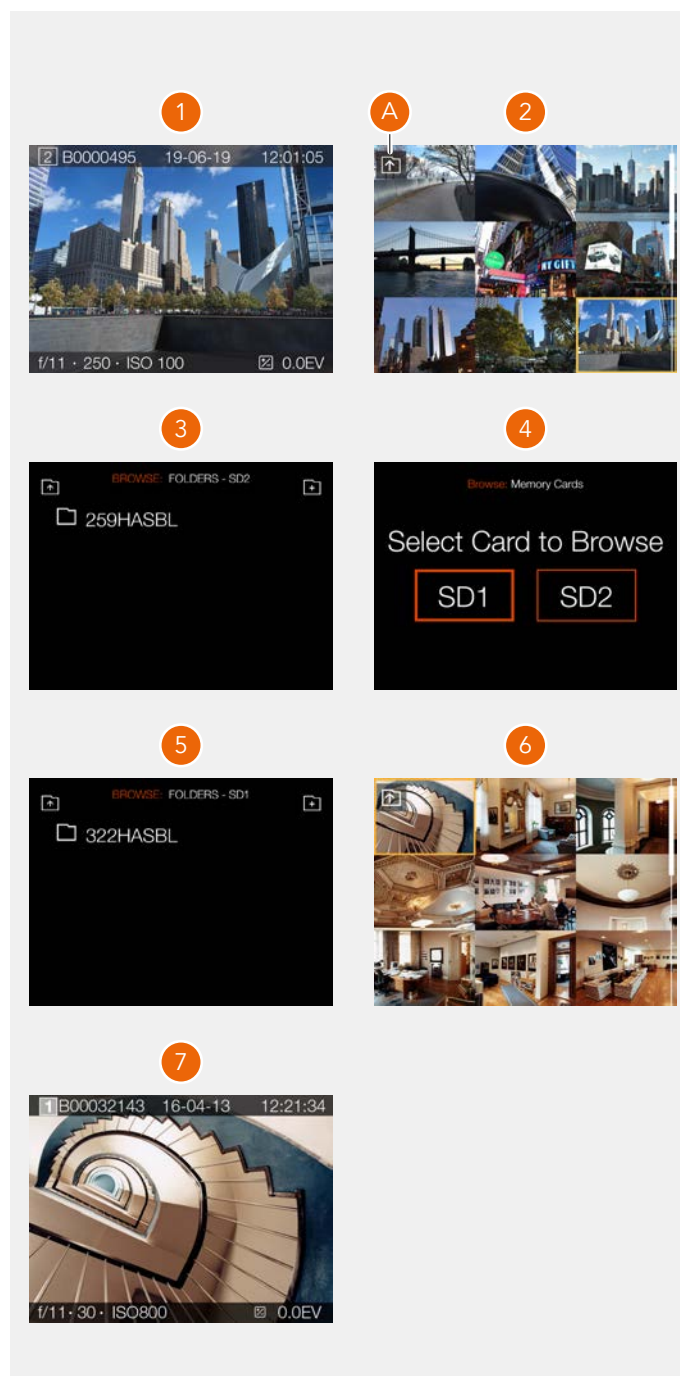 1
A
2
2 B0000495 19-06-19 12:01:05
f/11 · 250 · ISO 100 0.0EV
NY GIFT
3
4
BROWSE: FOLDERS - SD2
259HASBL
Browse: Memory Cards
Select Card to Browse
SD1 SD2
5
6
BROWSE: FOLDERS - SD1
322HASBL
7
1 B00032143 16-04-13 12:21:34
f/11 · 30 · ISO800 0.0EV